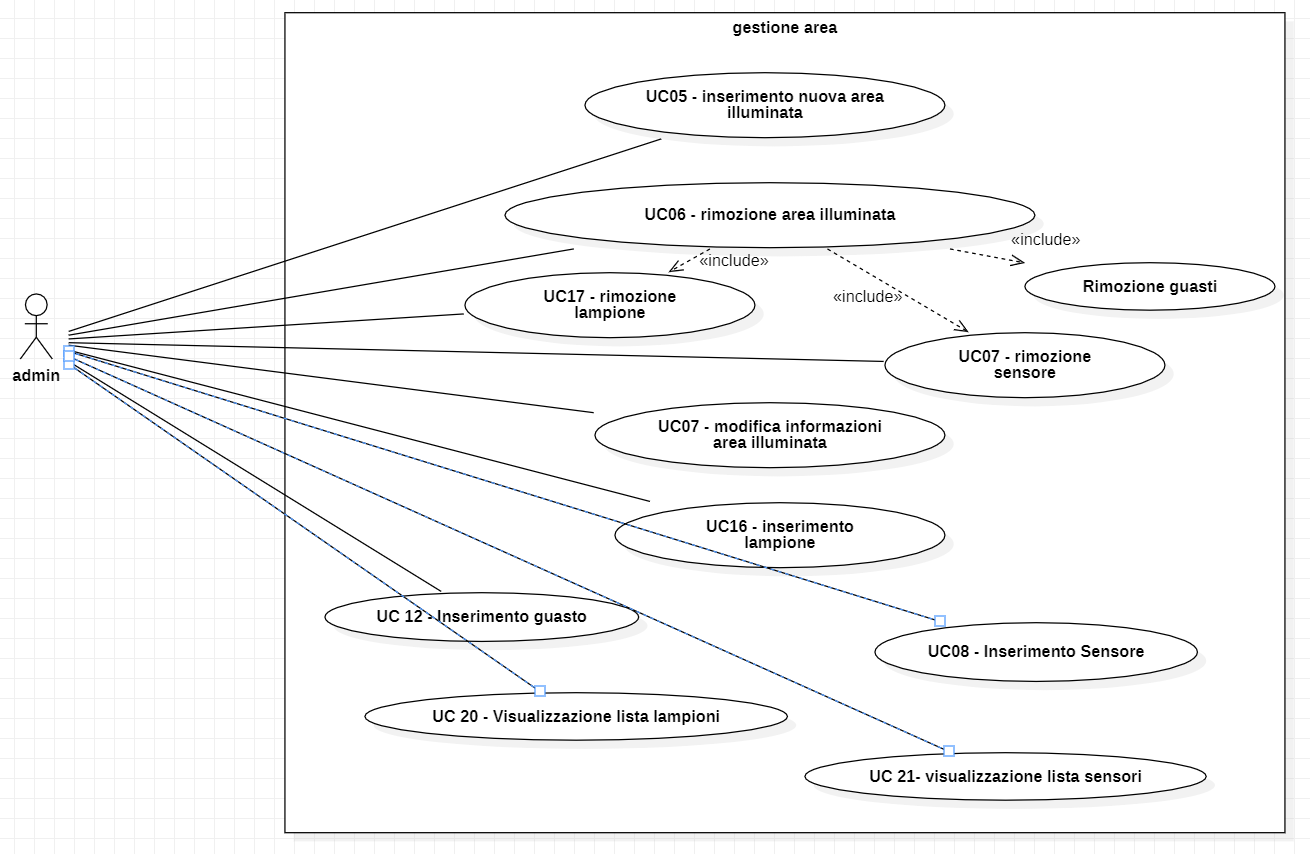 gestione area
UC05 - inserimento nuova area
illuminata
UC06 - rimozione area illuminata
«include»
«include»
«include»
Rimozione guasti
UC17 - rimozione
lampione
UC07 - rimozione
sensore
admin
UC07 - modifica informazioni
area illuminata
UC16 - inserimento
lampione
UC 12 - Inserimento guasto
UC08 - Inserimento Sensore
UC 20 - Visualizzazione lista lampioni
UC 21- visualizzazione lista sensori